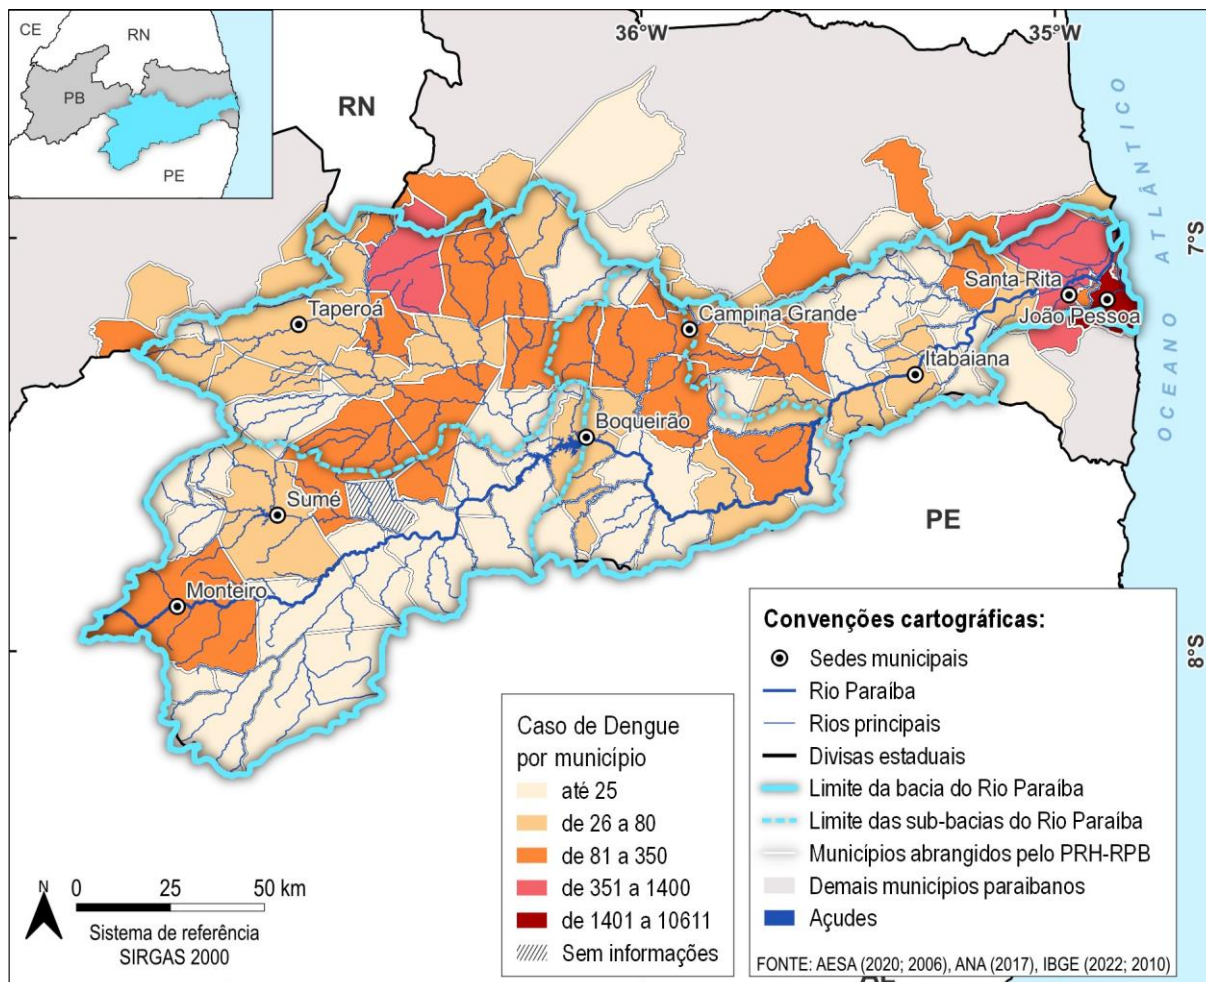 CE
RN
PB
PE
36°W
35°W
RN
OCEANO ATLÂNTICO
7°S
Santa Rita
João Pessoa
Taperoá
Campina Grande
Itabaiana
Boqueirão
Sumé
PE
Monteiro
8°S
Caso de Dengue
por município
até 25
de 26 a 80
de 81 a 350
de 351 a 1400
de 1401 a 10611
Sem informações
Convenções cartográficas:
Sedes municipais
Rio Paraíba
Rios principais
Divisas estaduais
Limite da bacia do Rio Paraíba
Limite das sub-bacias do Rio Paraíba
Municípios abrangidos pelo PRH-RPB
Demais municípios paraibanos
Açudes
FONTE: AESA (2020; 2006), ANA (2017), IBGE (2022; 2010)
N
0 25 50 km
Sistema de referência
SIRGAS 2000